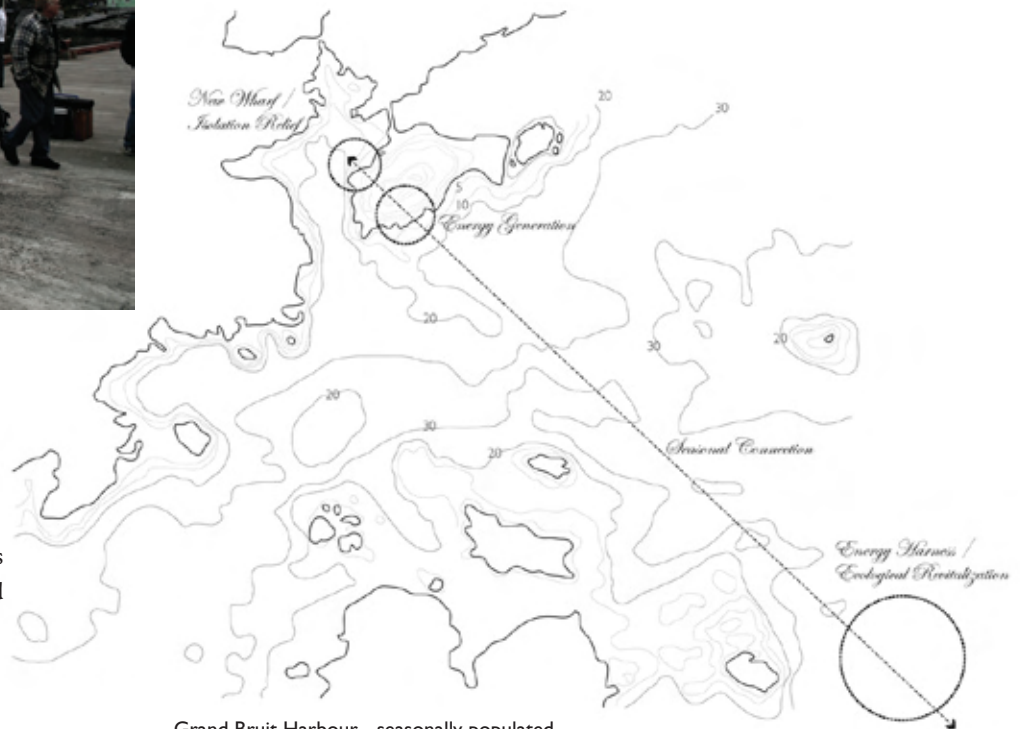 New Wharf /
Isolation Relief
20
30
5
10
Energy Generation
20
30
20
20
30
20
Seasonal Connection
Energy Harness /
Ecological Revitalization
Grand Bruit Harbour - seasonally populated